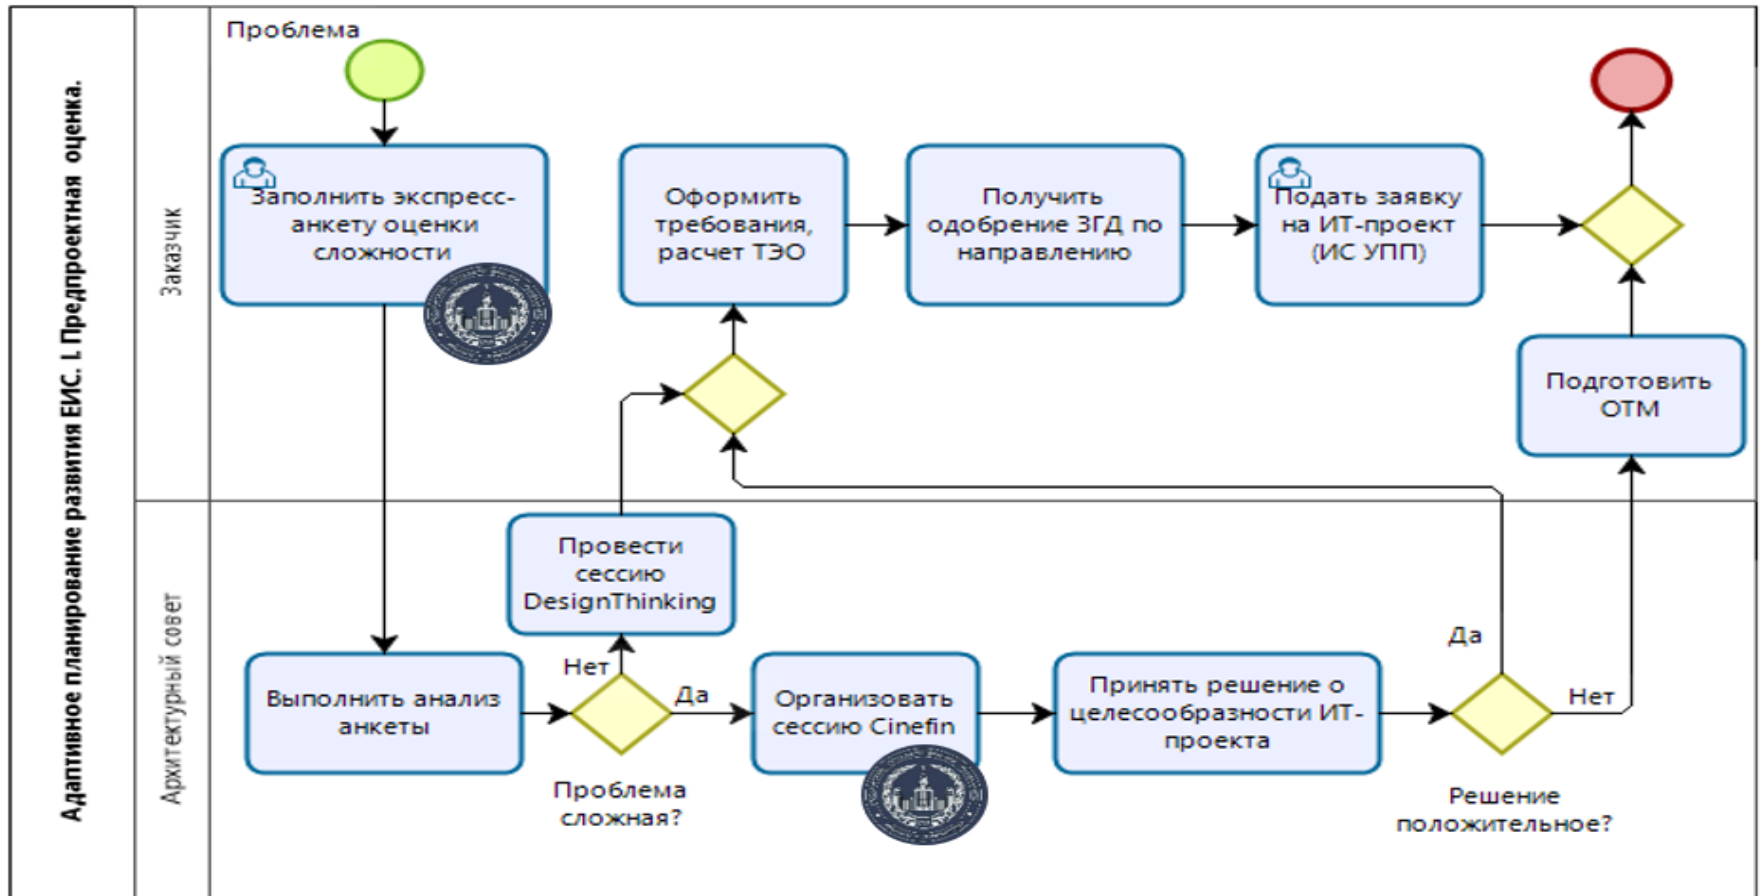 Адаптивное планирование развития ЕИС. I. Предпроектная оценка.
Заказчик
Проблема
Заполнить экспресс-
анкету оценки
сложности
Оформить
требования,
расчет ТЭО
Получить
одобрение ЗГД по
направлению
Подать заявку
на ИТ-проект
(ИС УПП)
Подготовить
ОТМ
Архитектурный совет
Провести
сессию
DesignThinking
Выполнить анализ
анкеты
Нет
Да
Проблема
сложная?
Организовать
сессию Cinefin
Принять решение о
целесообразности ИТ-
проекта
Да
Нет
Решение
положительное?